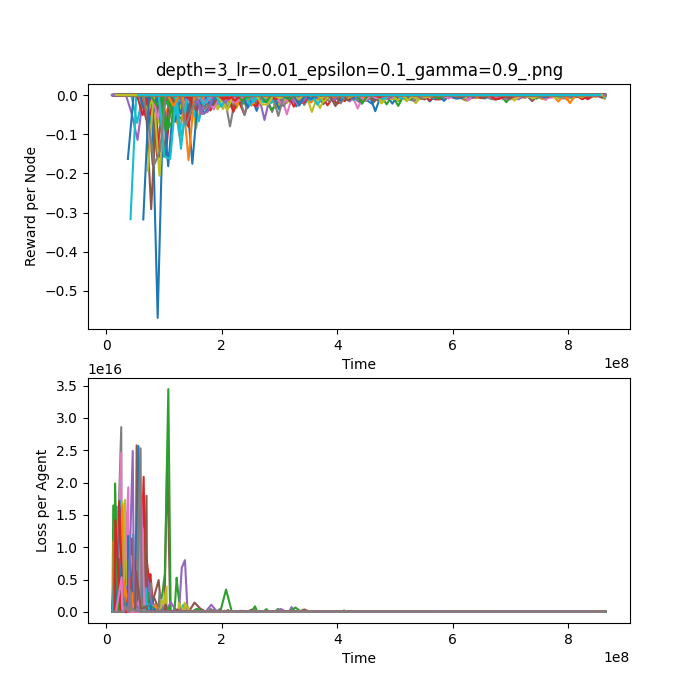 depth=3_lr=0.01_epsilon=0.1_gamma=0.9_.png
0.0
−0.1
−0.2
−0.3
−0.4
−0.5
Reward per Node
0 2 4 6 8
Time
1e8
1e16
3.5
3.0
2.5
2.0
1.5
1.0
0.5
0.0
Loss per Agent
0 2 4 6 8
Time
1e8